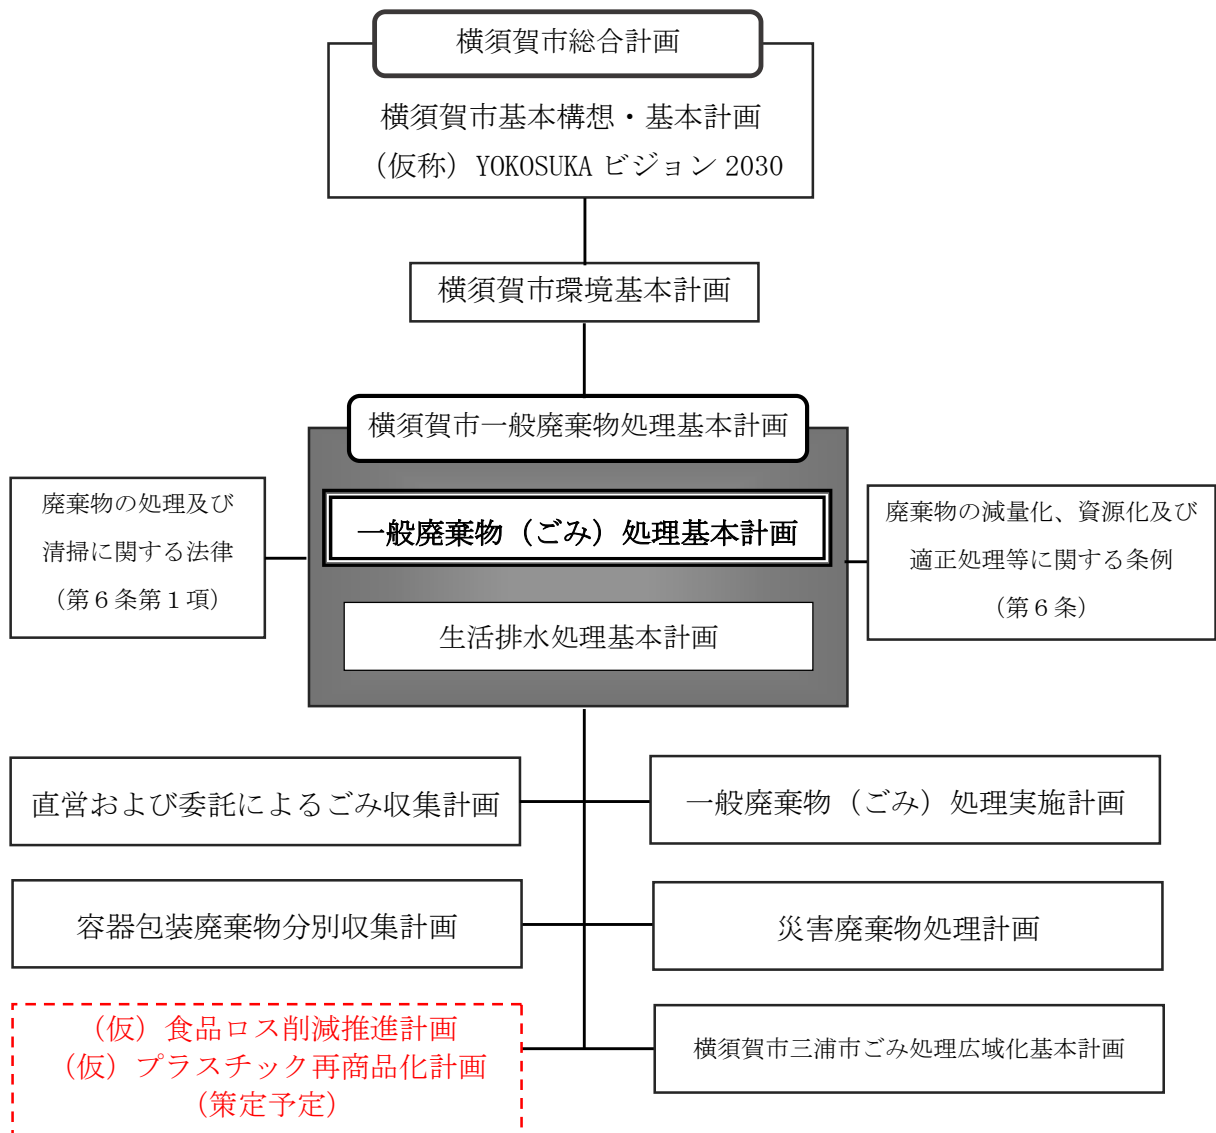 横須賀市総合計画
横須賀市基本構想・基本計画
（仮称）YOKOSUKA ビジョン 2030
横須賀市環境基本計画
横須賀市一般廃棄物処理基本計画
一般廃棄物（ごみ）処理基本計画
生活排水処理基本計画
廃棄物の処理及び
清掃に関する法律
（第６条第１項）
廃棄物の減量化、資源化及び
適正処理等に関する条例
（第６条）
直営および委託によるごみ収集計画
一般廃棄物（ごみ）処理実施計画
容器包装廃棄物分別収集計画
災害廃棄物処理計画
（仮）食品ロス削減推進計画
（仮）プラスチック再商品化計画
（策定予定）
横須賀市三浦市ごみ処理広域化基本計画